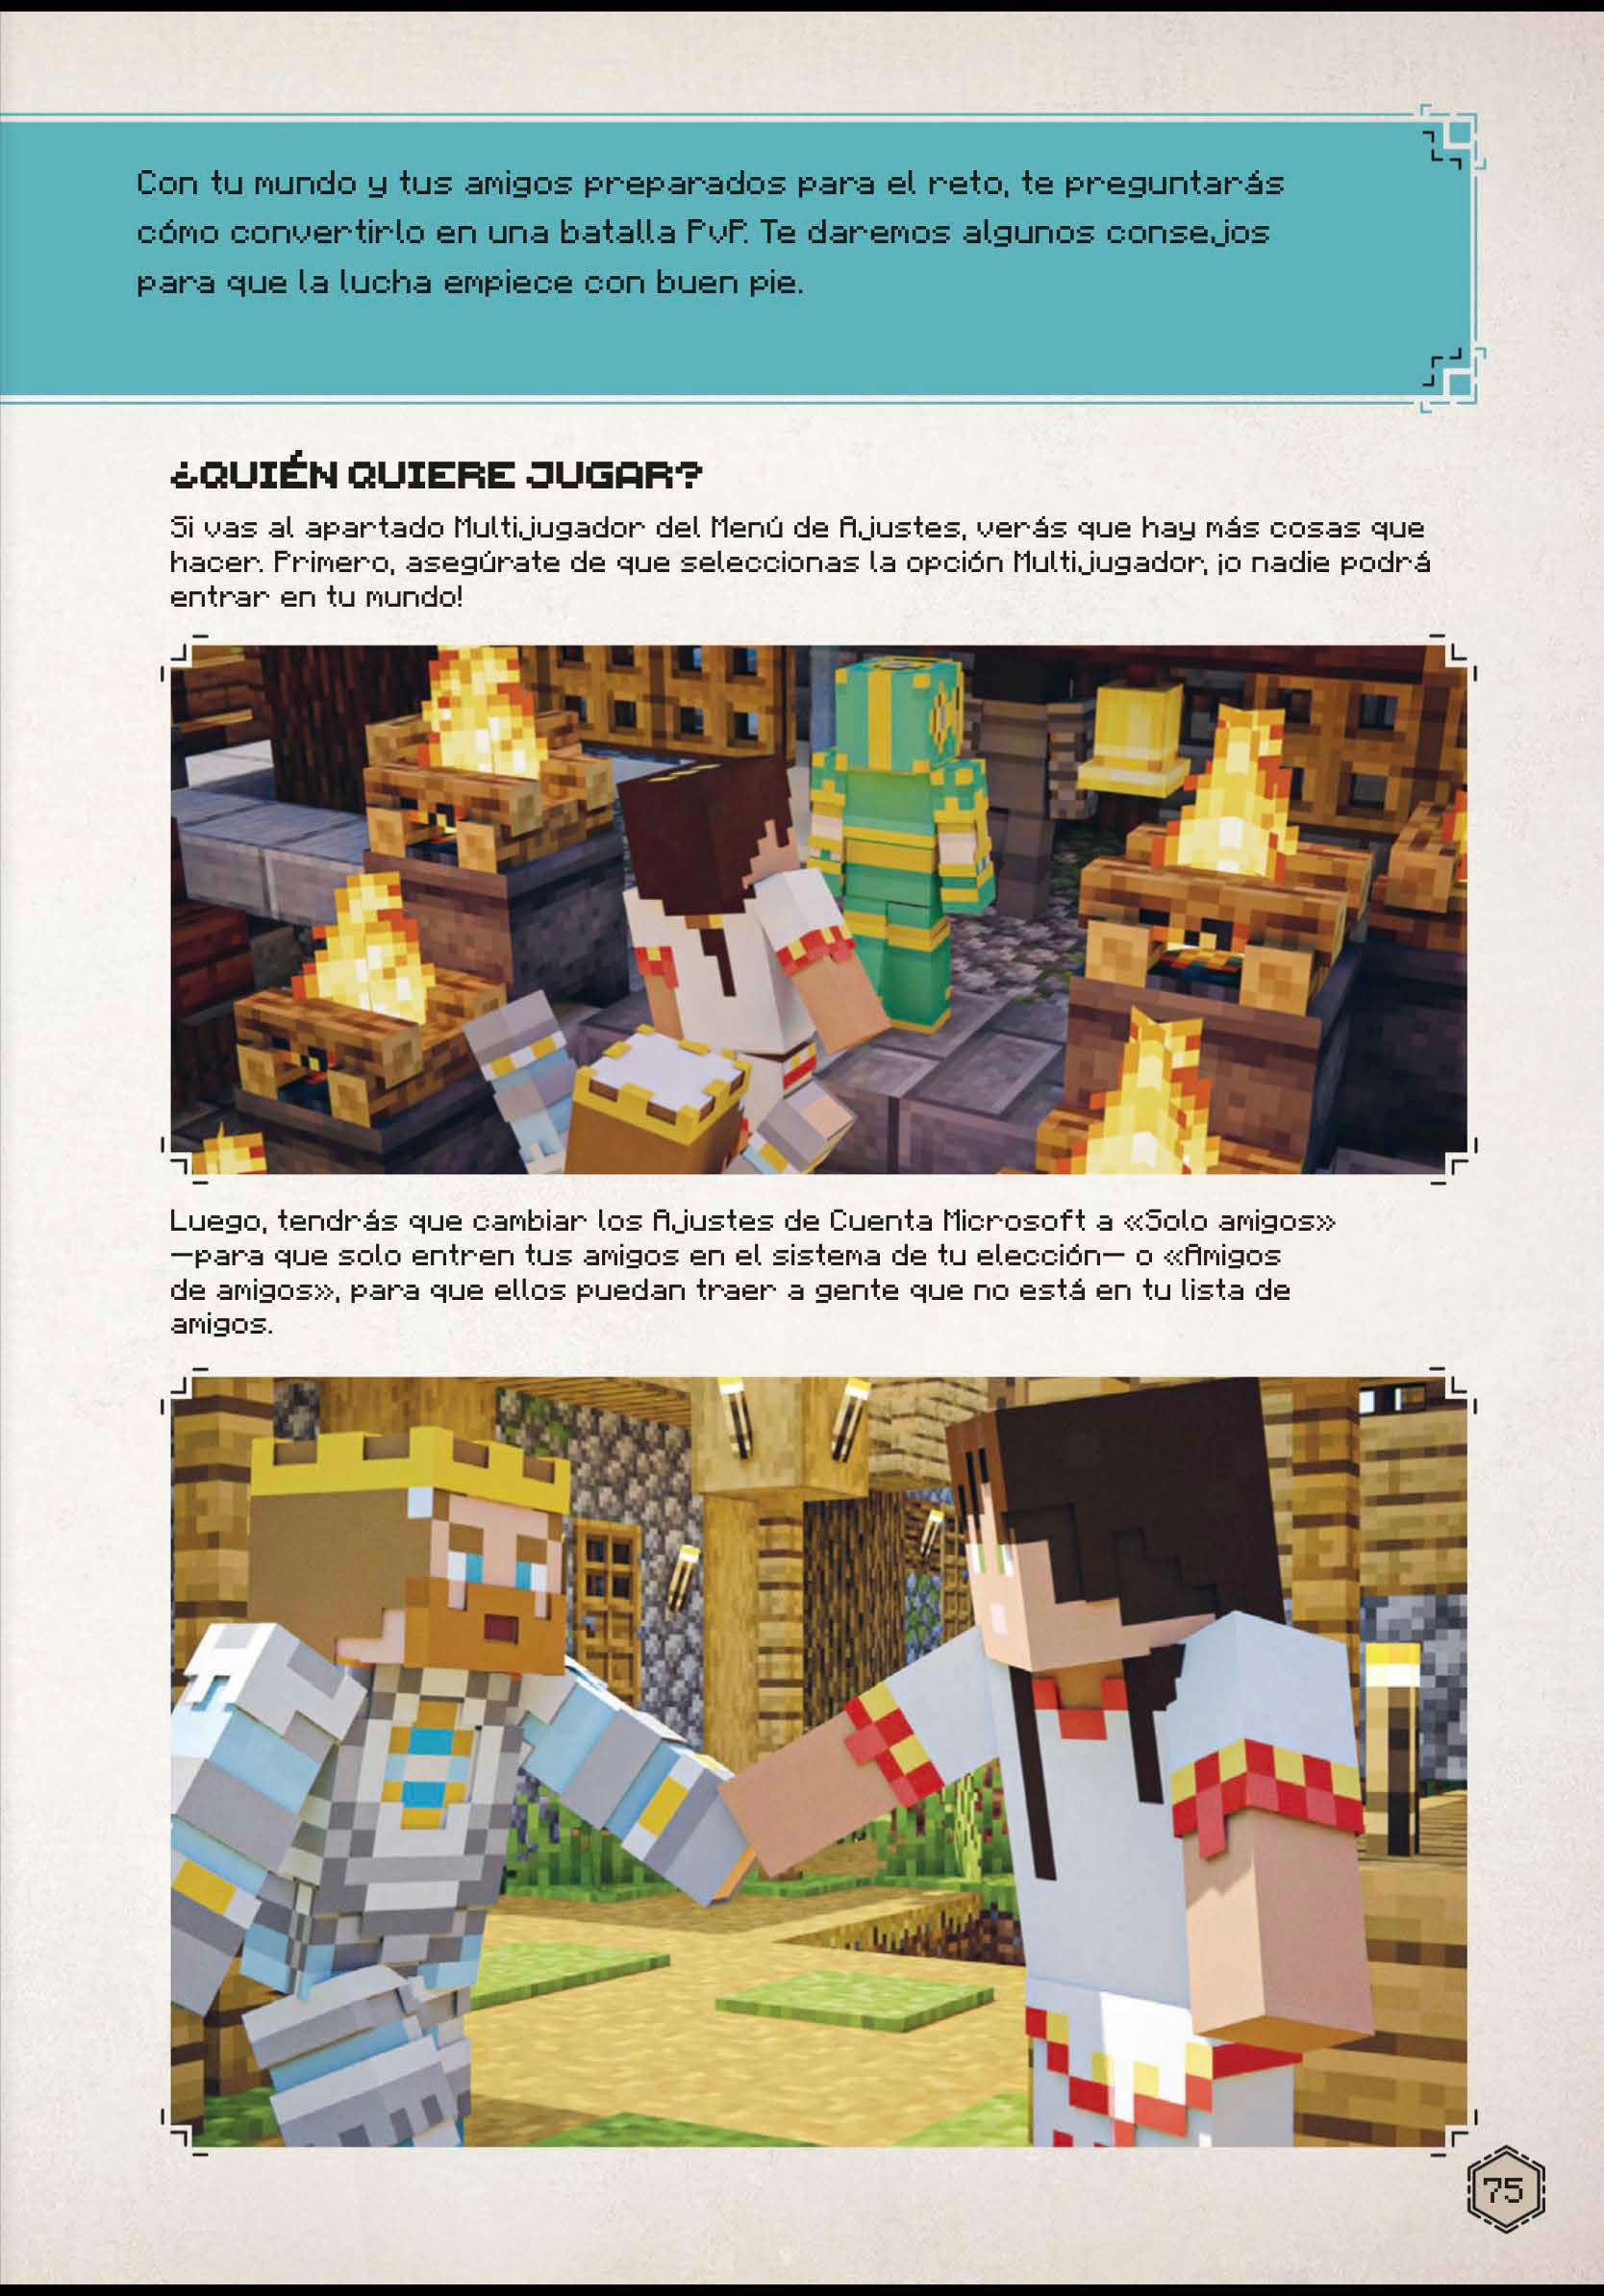 Con tu mundo y tus amigos preparados para el reto, te preguntarás
cómo convertirlo en una batalla PvP. Te daremos algunos consejos
para que la lucha empiece con buen pie.
¿QUIÉN QUIERE JUGAR?
Si vas al apartado Multijugador del Menú de Ajustes, verás que hay más cosas que
hacer. Primero, asegúrate de que seleccionas la opción Multijugador, ¡o nadie podrá
entrar en tu mundo!
Luego, tendrás que cambiar los Ajustes de Cuenta Microsoft a «Solo amigos»
—para que solo entren tus amigos en el sistema de tu elección— o «Amigos
de amigos», para que ellos puedan traer a gente que no está en tu lista de
amigos.
75